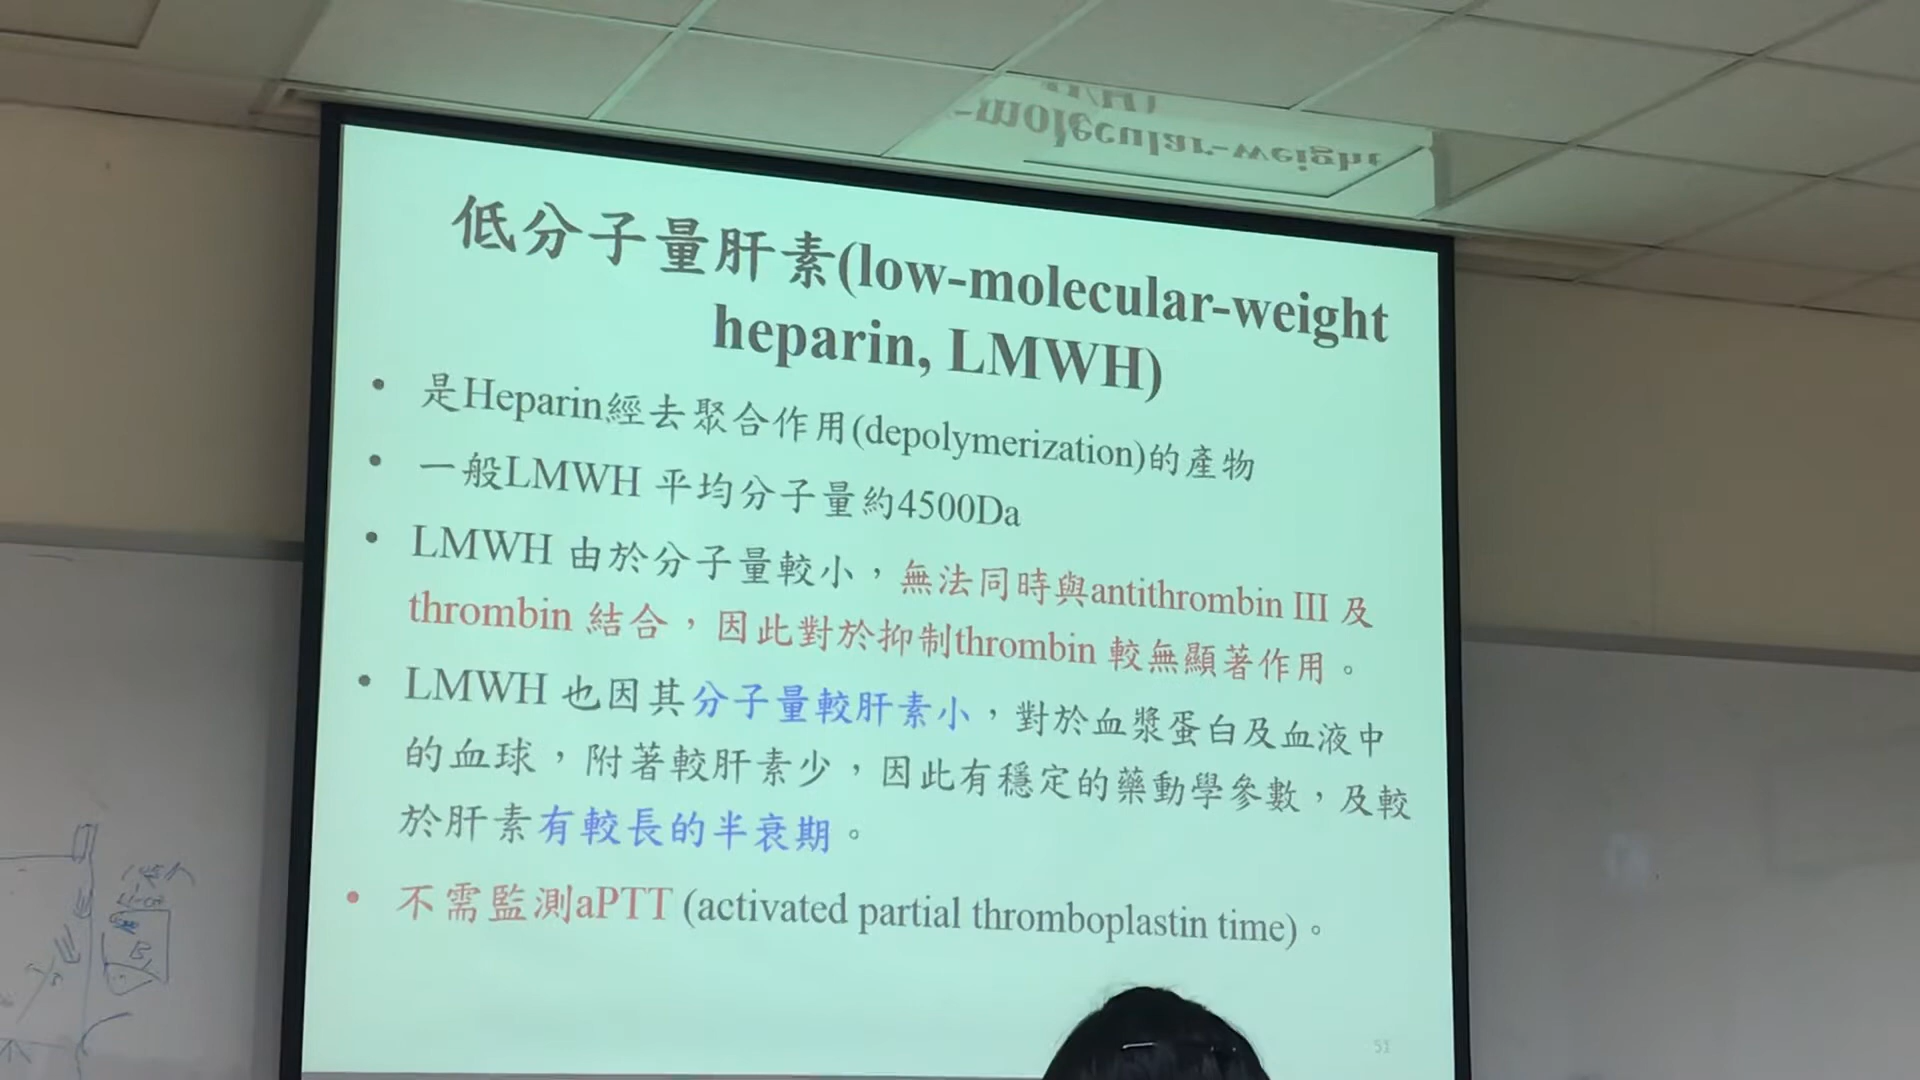 低分子量肝素(low-molecular-weight
heparin, LMWH)
• 是Heparin經去聚合作用(depolymerization)的產物
• 一般LMWH 平均分子量約4500Da
• LMWH 由於分子量較小，無法同時與antithrombin III 及
thrombin 結合，因此對於抑制thrombin 較無顯著作用。
• LMWH 也因其分子量較肝素小，對於血漿蛋白及血液中
的血球，附著較肝素少，因此有穩定的藥動學參數，及較
於肝素有較長的半衰期。
• 不需監測aPTT (activated partial thromboplastin time)。
51
-molecular-weight